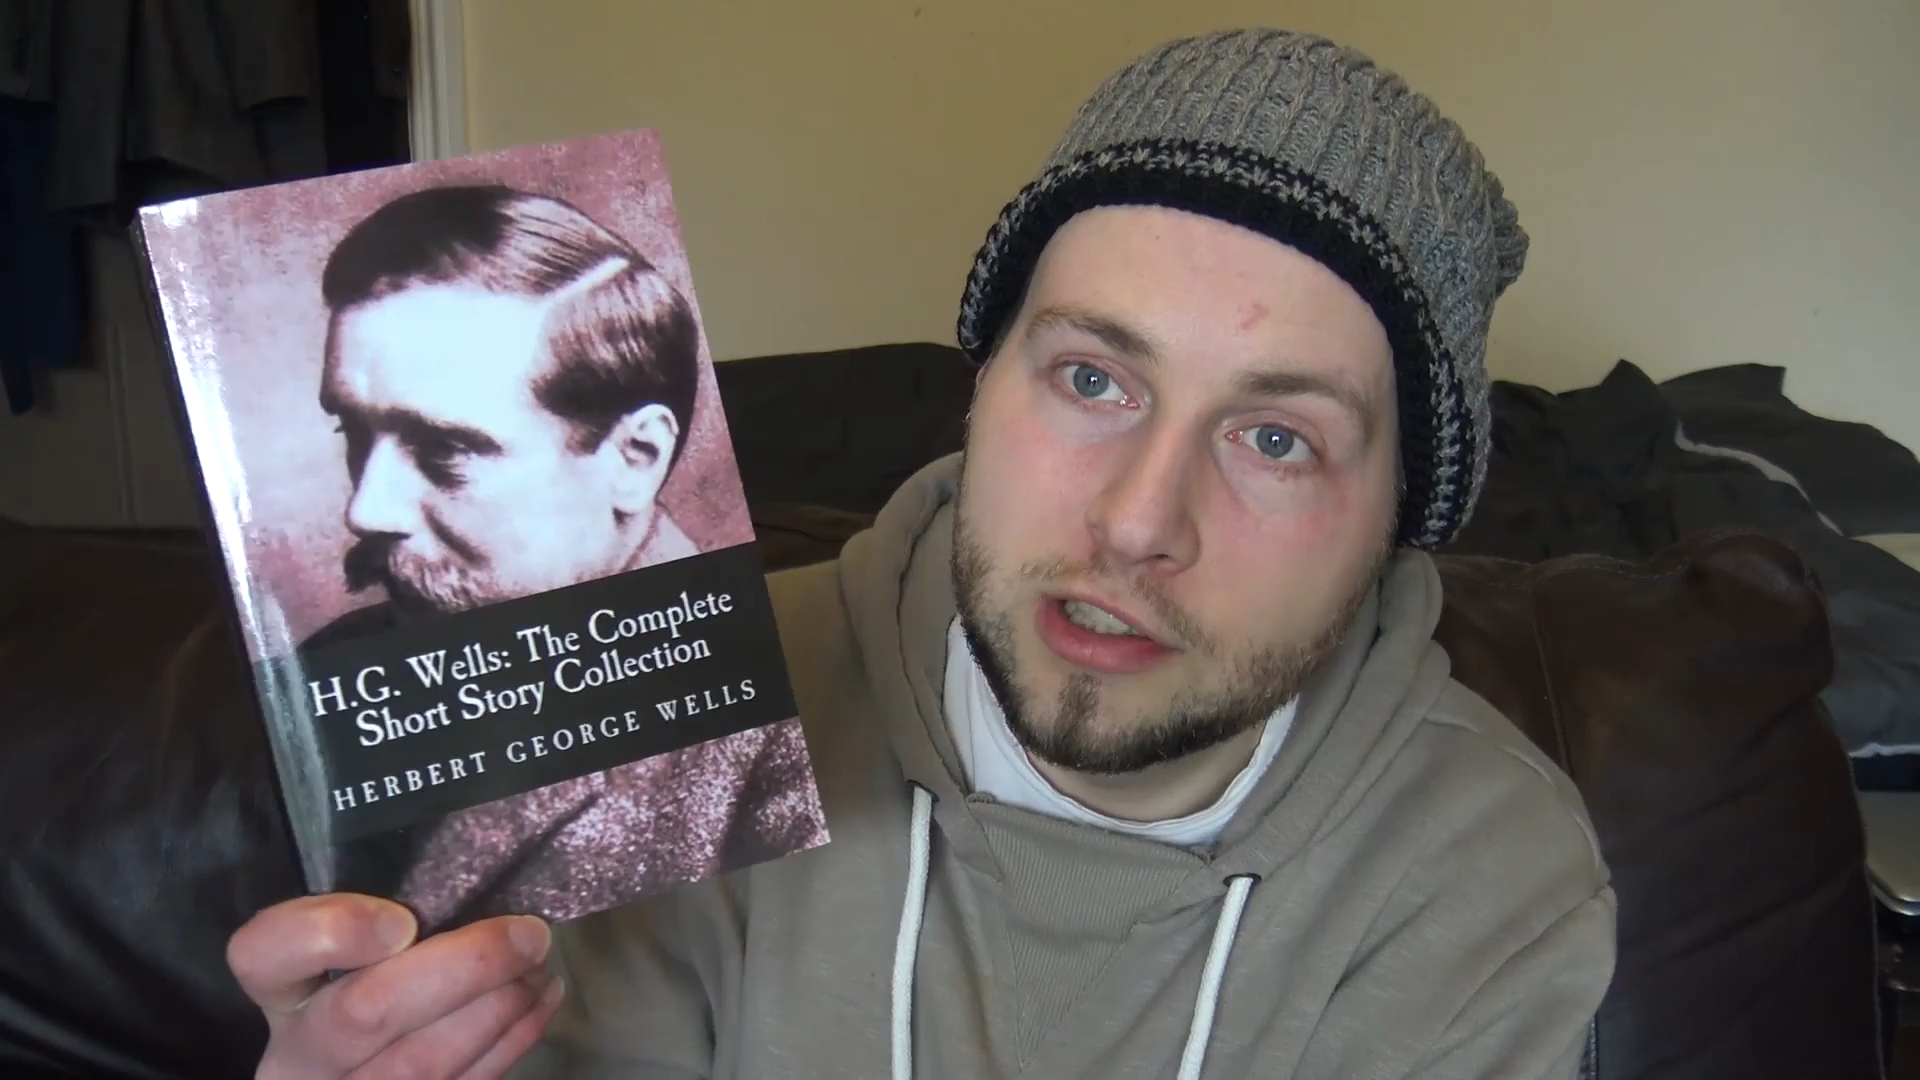 H.G. Wells: The Complete
Short Story Collection
HERBERT GEORGE WELLS